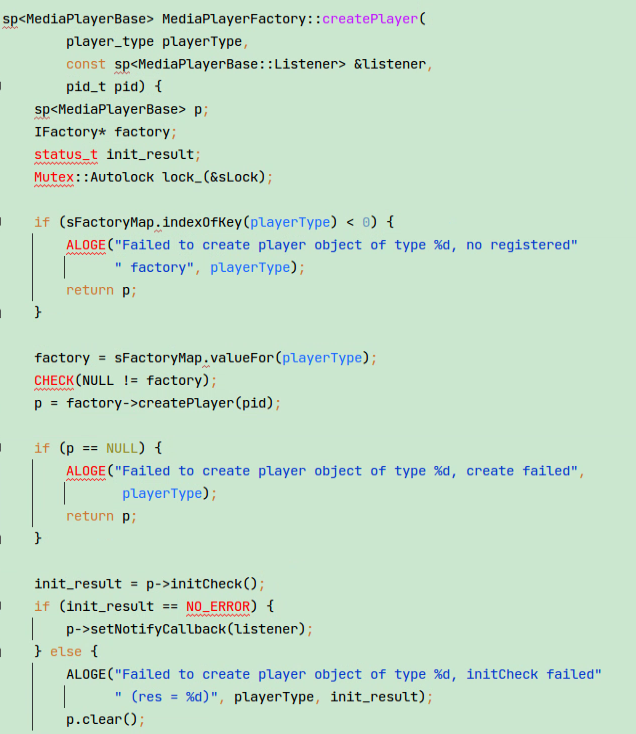 sp<MediaPlayerBase> MediaPlayerFactory::createPlayer(
        player_type playerType,
        const sp<MediaPlayerBase::Listener> &listener,
        pid_t pid) {
    sp<MediaPlayerBase> p;
    IFactory* factory;
    status_t init_result;
    Mutex::Autolock lock_(&sLock);

    if (sFactoryMap.indexOfKey(playerType) < 0) {
        ALOGE("Failed to create player object of type %d, no registered"
              " factory", playerType);
        return p;
    }

    factory = sFactoryMap.valueFor(playerType);
    CHECK(NULL != factory);
    p = factory->createPlayer(pid);

    if (p == NULL) {
        ALOGE("Failed to create player object of type %d, create failed",
               playerType);
        return p;
    }

    init_result = p->initCheck();
    if (init_result == NO_ERROR) {
        p->setNotifyCallback(listener);
    } else {
        ALOGE("Failed to create player object of type %d, initCheck failed"
              " (res = %d)", playerType, init_result);
        p.clear();